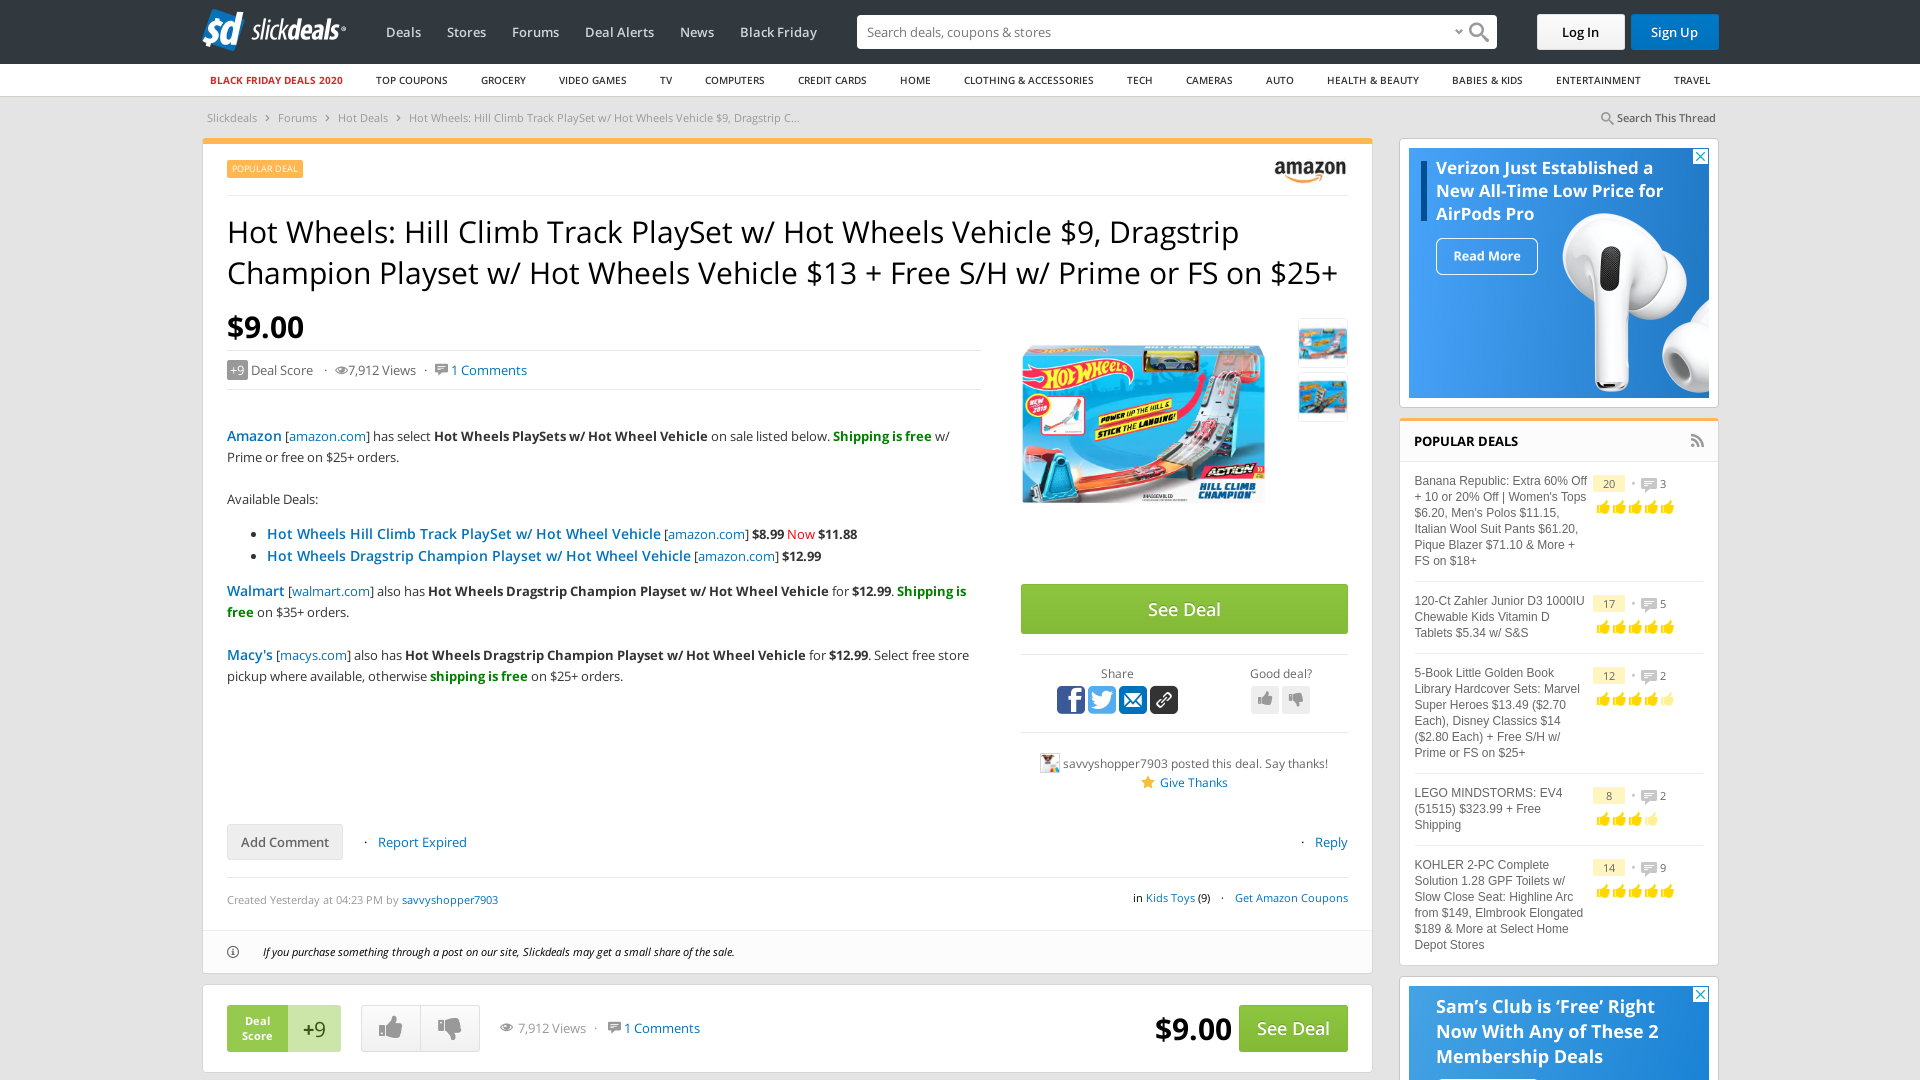 sd slickdeals
Deals Stores Forums Deal Alerts News Black Friday
Search deals, coupons & shops
Log In
Sign Up
BLACK FRIDAY DEALS 2020 TOP COUPONS GROCERY VIDEO GAMES TV COMPUTERS CREDIT CARDS HOME CLOTHING & ACCESSORIES TECH CAMERAS AUTO HEALTH & BEAUTY BABIES & KIDS ENTERTAINMENT TRAVEL
Slickdeals › Forums › Hot Deals › Hot Wheels: Hill Climb Track PlaySet w/ Hot Wheels Vehicle $9, Dragstrip C...
Search This Thread
POPULAR DEAL
amazon
Hot Wheels: Hill Climb Track PlaySet w/ Hot Wheels Vehicle $9, Dragstrip
Champion Playset w/ Hot Wheels Vehicle $13 + Free S/H w/ Prime or FS on $25+
$9.00
+9 Deal Score · 7,912 Views · 1 Comments
Amazon [amazon.com] has select Hot Wheels PlaySets w/ Hot Wheel Vehicle on sale listed below. Shipping is free w/
Prime or free on $25+ orders.
Available Deals:
• Hot Wheels Hill Climb Track PlaySet w/ Hot Wheel Vehicle [amazon.com] $8.99 Now $11.88
• Hot Wheels Dragstrip Champion Playset w/ Hot Wheel Vehicle [amazon.com] $12.99
Walmart [walmart.com] also has Hot Wheels Dragstrip Champion Playset w/ Hot Wheel Vehicle for $12.99. Shipping is
free on $35+ orders.
Macy's [macys.com] also has Hot Wheels Dragstrip Champion Playset w/ Hot Wheel Vehicle for $12.99. Select free store
pickup where available, otherwise shipping is free on $25+ orders.
HILL CLIMB CHAMPION
HOT WHEELS
POWER UP THE HILL &
STICK THE LANDING!
ACTION
HILL CLIMB
CHAMPION
See Deal
Share
Good deal?
savvyshopper7903 posted this deal. Say thanks!
Give Thanks
Add Comment · Report Expired
· Reply
Created Yesterday at 04:23 PM by savvyshopper7903
in Kids Toys (9) · Get Amazon Coupons
If you purchase something through a post on our site, Slickdeals may get a small share of the sale.
Deal
Score
+9
7,912 Views · 1 Comments
$9.00
See Deal
Verizon Just Established a
New All-Time Low Price for
AirPods Pro
Read More
POPULAR DEALS
Banana Republic: Extra 60% Off
+ 10 or 20% Off | Women's Tops
$6.20, Men's Polos $11.15,
Italian Wool Suit Pants $61.20,
Pique Blazer $71.10 & More +
FS on $18+
20 · 3
120-Ct Zahler Junior D3 1000IU
Chewable Kids Vitamin D
Tablets $5.34 w/ S&S
17 · 5
5-Book Little Golden Book
Library Hardcover Sets: Marvel
Super Heroes $13.49 ($2.70
Each), Disney Classics $14
($2.80 Each) + Free S/H w/
Prime or FS on $25+
12 · 2
LEGO MINDSTORMS: EV4
(51515) $323.99 + Free
Shipping
8 · 2
KOHLER 2-PC Complete
Solution 1.28 GPF Toilets w/
Slow Close Seat: Highline Arc
from $149, Elmbrook Elongated
$189 & More at Select Home
Depot Stores
14 · 9
Sam's Club is ‘Free’ Right
Now With Any of These 2
Membership Deals